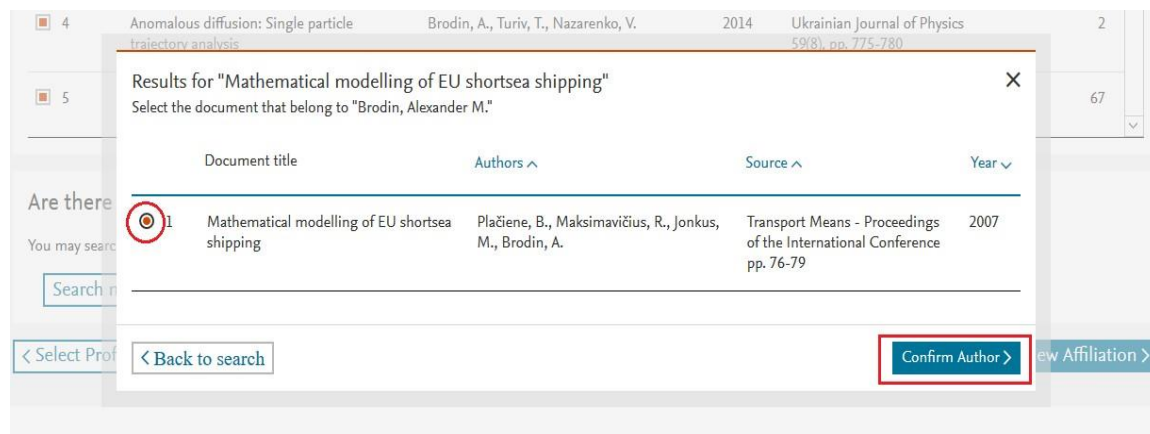 4 Anomalous diffusion: Single particle Brodin, A., Turiv, T., Nazarenko, V. 2014 Ukrainian Journal of Physics 2
trajectory analysis 59(8), pp. 775-780
Results for "Mathematical modelling of EU shortsea shipping"
Select the document that belong to "Brodin, Alexander M."
5 67
Document title Authors Source Year
1 Mathematical modelling of EU shortsea Plačiene, B., Maksimavičius, R., Jonkus, Transport Means - Proceedings 2007
shipping M., Brodin, A. of the International Conference
pp. 76-79
Are there
You may searc
Search
< Select Prof
< Back to search
Confirm Author >
ew Affiliation >